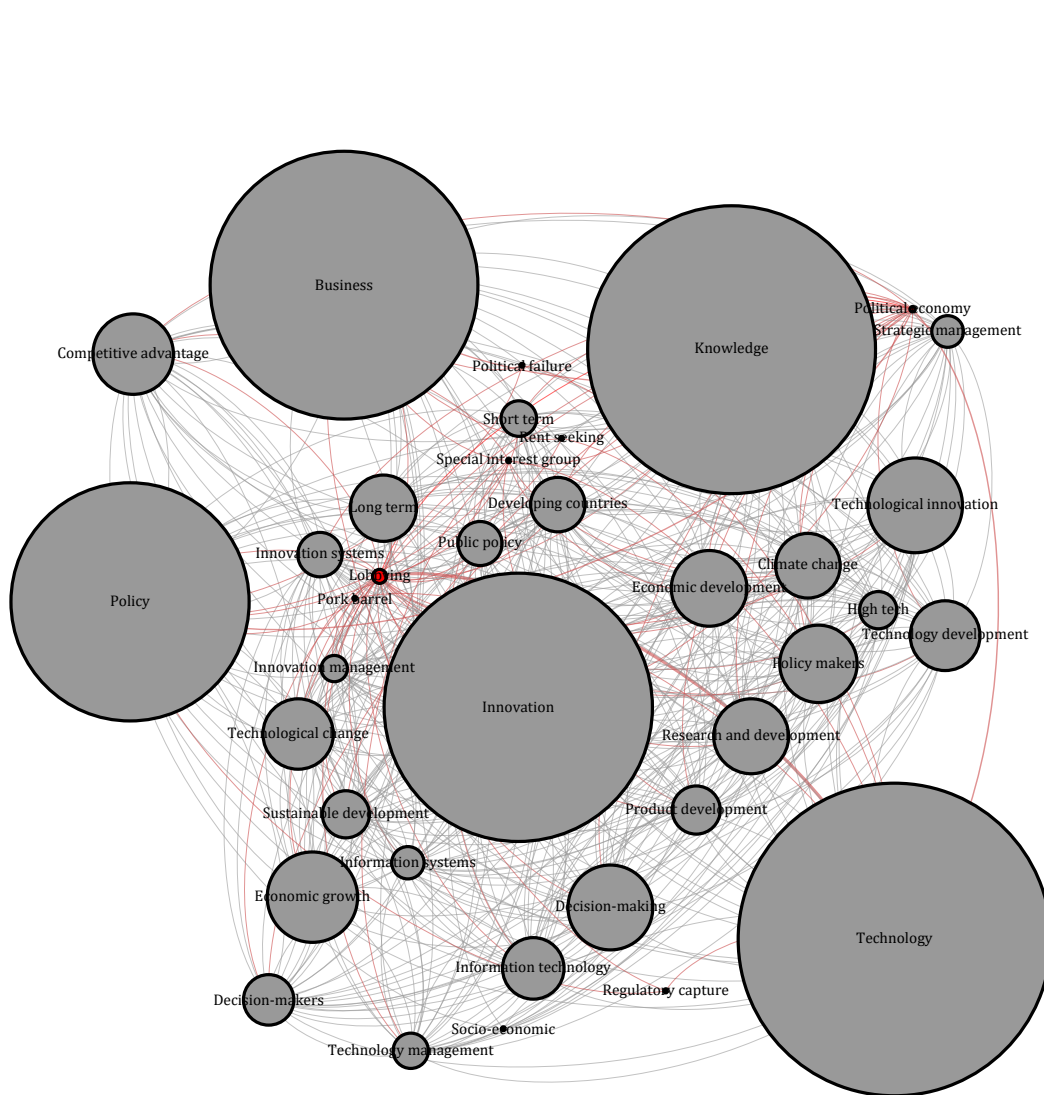 Business
Political economy
Strategic management
Knowledge
Competitive advantage
Political failure
Short term
Rent seeking
Special interest group
Developing countries
Technological innovation
Long term
Public policy
Innovation systems
Climate change
Lobbying
Economic development
Pork barrel
Policy
High tech
Technology development
Innovation management
Policy makers
Innovation
Technological change
Research and development
Sustainable development
Product development
Information systems
Economic growth
Decision-making
Technology
Information technology
Regulatory capture
Decision-makers
Socio-economic
Technology management